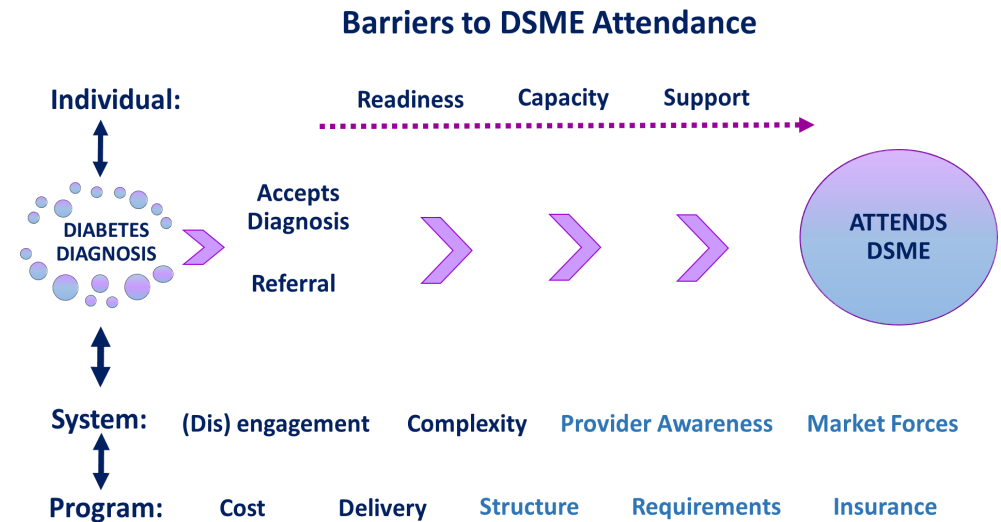 Barriers to DSME Attendance
Individual:
Readiness Capacity Support
Accepts
Diagnosis
DIABETES
DIAGNOSIS
Referral
ATTENDS
DSME
System: (Dis) engagement Complexity Provider Awareness Market Forces
Program: Cost Delivery Structure Requirements Insurance